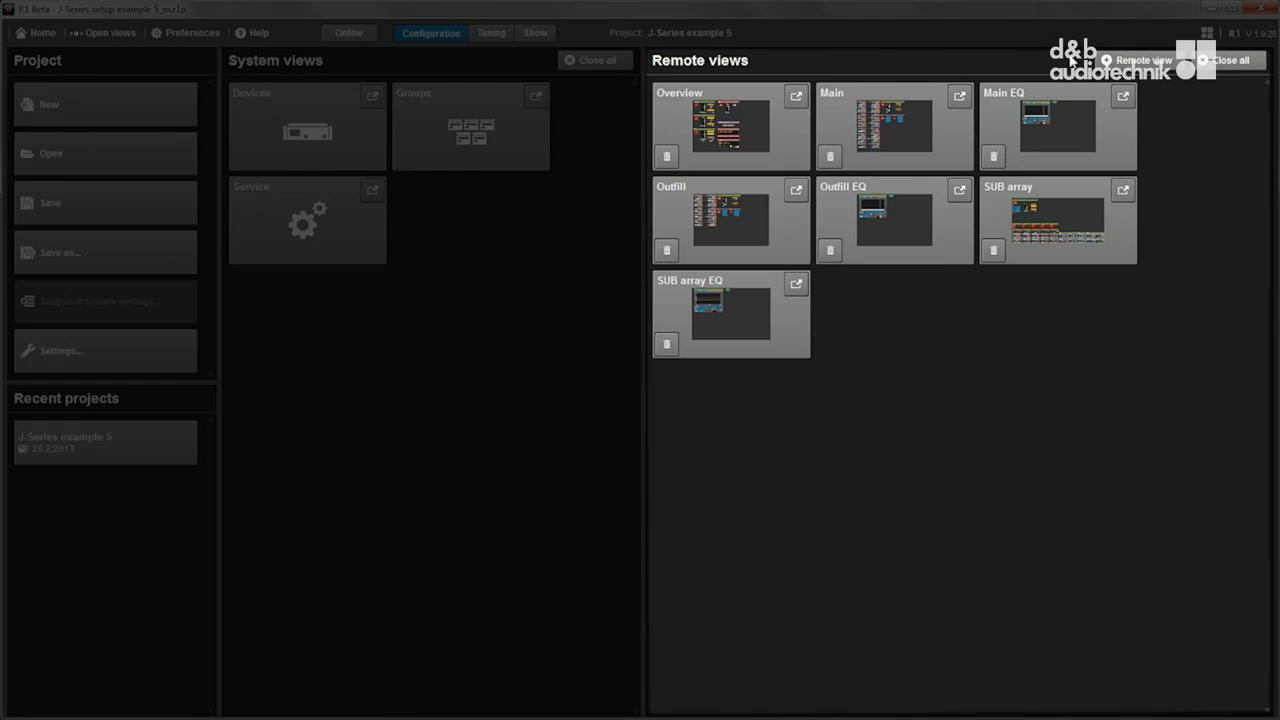 R1 Beta - J-Series setup example 5_m.r1p
Home
Open views
Preferences
Help
Online
Configuration
Tuning
Show
Project: J-Series example 5
R1 V 1.9.26
Project
New
Open
Save
Save as...
Snapshot System settings...
Settings...
Recent projects
J-Series example 5
28.2.2013
System views
Close all
Devices
Groups
Service
Remote views
Remote view
Close all
d&b
audiotechnik
Overview
Main
Main EQ
Outfill
Outfill EQ
SUB array
SUB array EQ